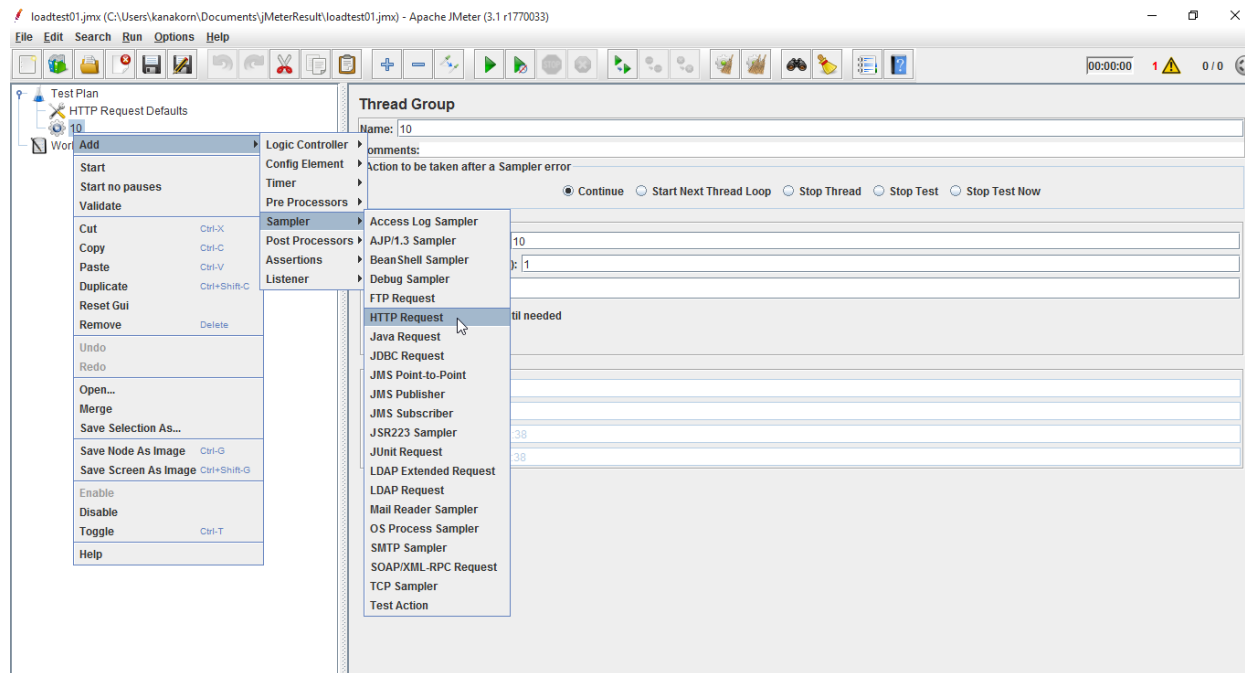 loadtest01.jmx (C:\Users\kanakorn\Documents\jMeterResult\loadtest01.jmx) - Apache JMeter (3.1 r1770033)
File Edit Search Run Options Help
00:00:00 1 0 / 0
Test Plan
HTTP Request Defaults
10
Add
Start
Start no pauses
Validate
Cut Ctrl-X
Copy Ctrl-C
Paste Ctrl-V
Duplicate Ctrl+Shift-C
Reset Gui
Remove Delete
Undo
Redo
Open...
Merge
Save Selection As...
Save Node As Image Ctrl-G
Save Screen As Image Ctrl+Shift-G
Enable
Disable
Toggle Ctrl-T
Help
Logic Controller
Config Element
Timer
Pre Processors
Sampler
Post Processors
Assertions
Listener
Access Log Sampler
AJP/1.3 Sampler
BeanShell Sampler
Debug Sampler
FTP Request
HTTP Request
Java Request
JDBC Request
JMS Point-to-Point
JMS Publisher
JMS Subscriber
JSR223 Sampler
JUnit Request
LDAP Extended Request
LDAP Request
Mail Reader Sampler
OS Process Sampler
SMTP Sampler
SOAP/XML-RPC Request
TCP Sampler
Test Action
Thread Group
Name: 10
omments:
Action to be taken after a Sampler error
Continue Start Next Thread Loop Stop Thread Stop Test Stop Test Now
10
): 1
til needed
:38
:38